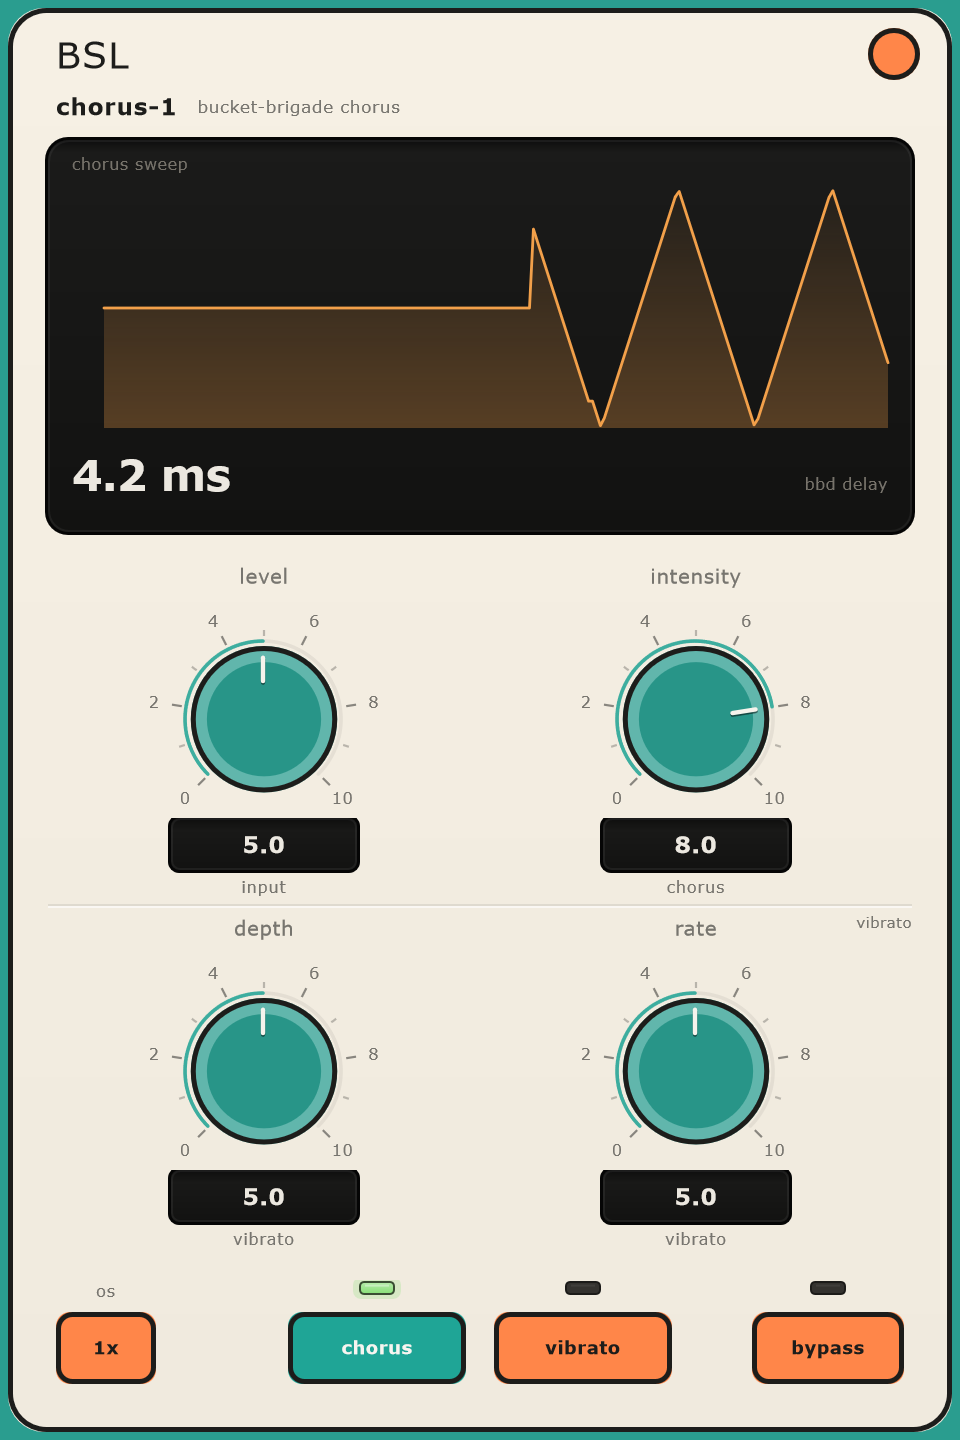 BSL
chorus-1 bucket-brigade chorus
chorus sweep
4.2 ms
bbd delay
level intensity
4 6 4 6
2 8 2 8
0 10 0 10
5.0 8.0
input chorus
vibrato
depth rate
4 6 4 6
2 8 2 8
0 10 0 10
5.0 5.0
vibrato vibrato
os
1x chorus vibrato bypass